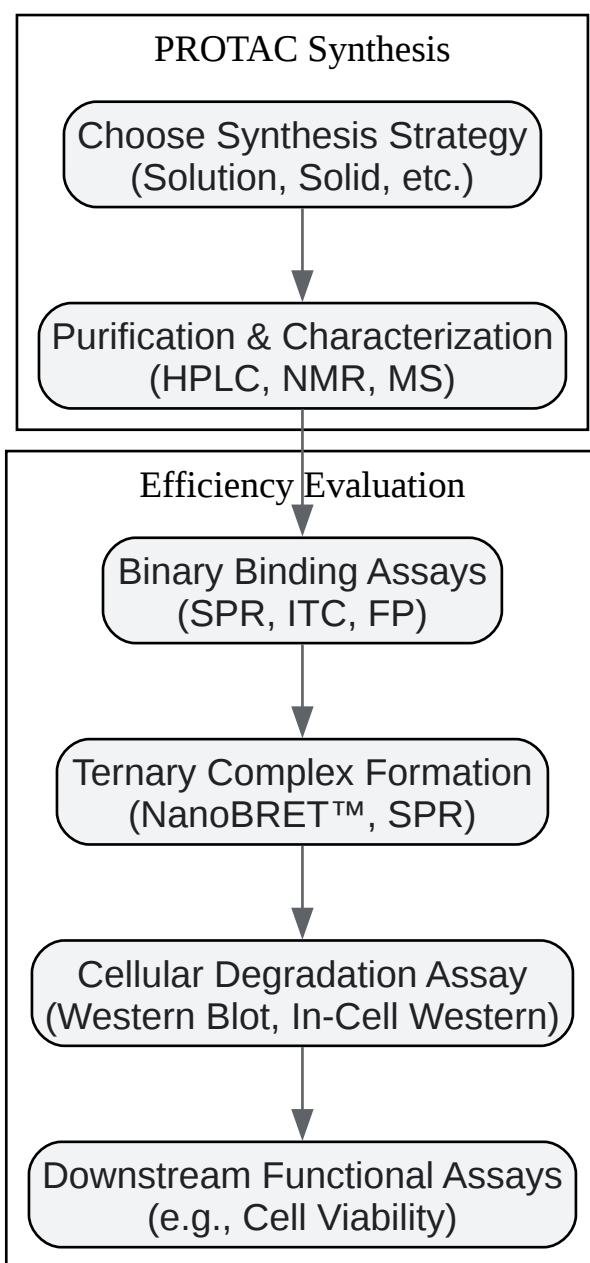 PROTAC Synthesis
Choose Synthesis Strategy
(Solution, Solid, etc.)
Purification & Characterization
(HPLC, NMR, MS)
Efficiency Evaluation
Binary Binding Assays
(SPR, ITC, FP)
Ternary Complex Formation
(NanoBRET™, SPR)
Cellular Degradation Assay
(Western Blot, In-Cell Western)
Downstream Functional Assays
(e.g., Cell Viability)